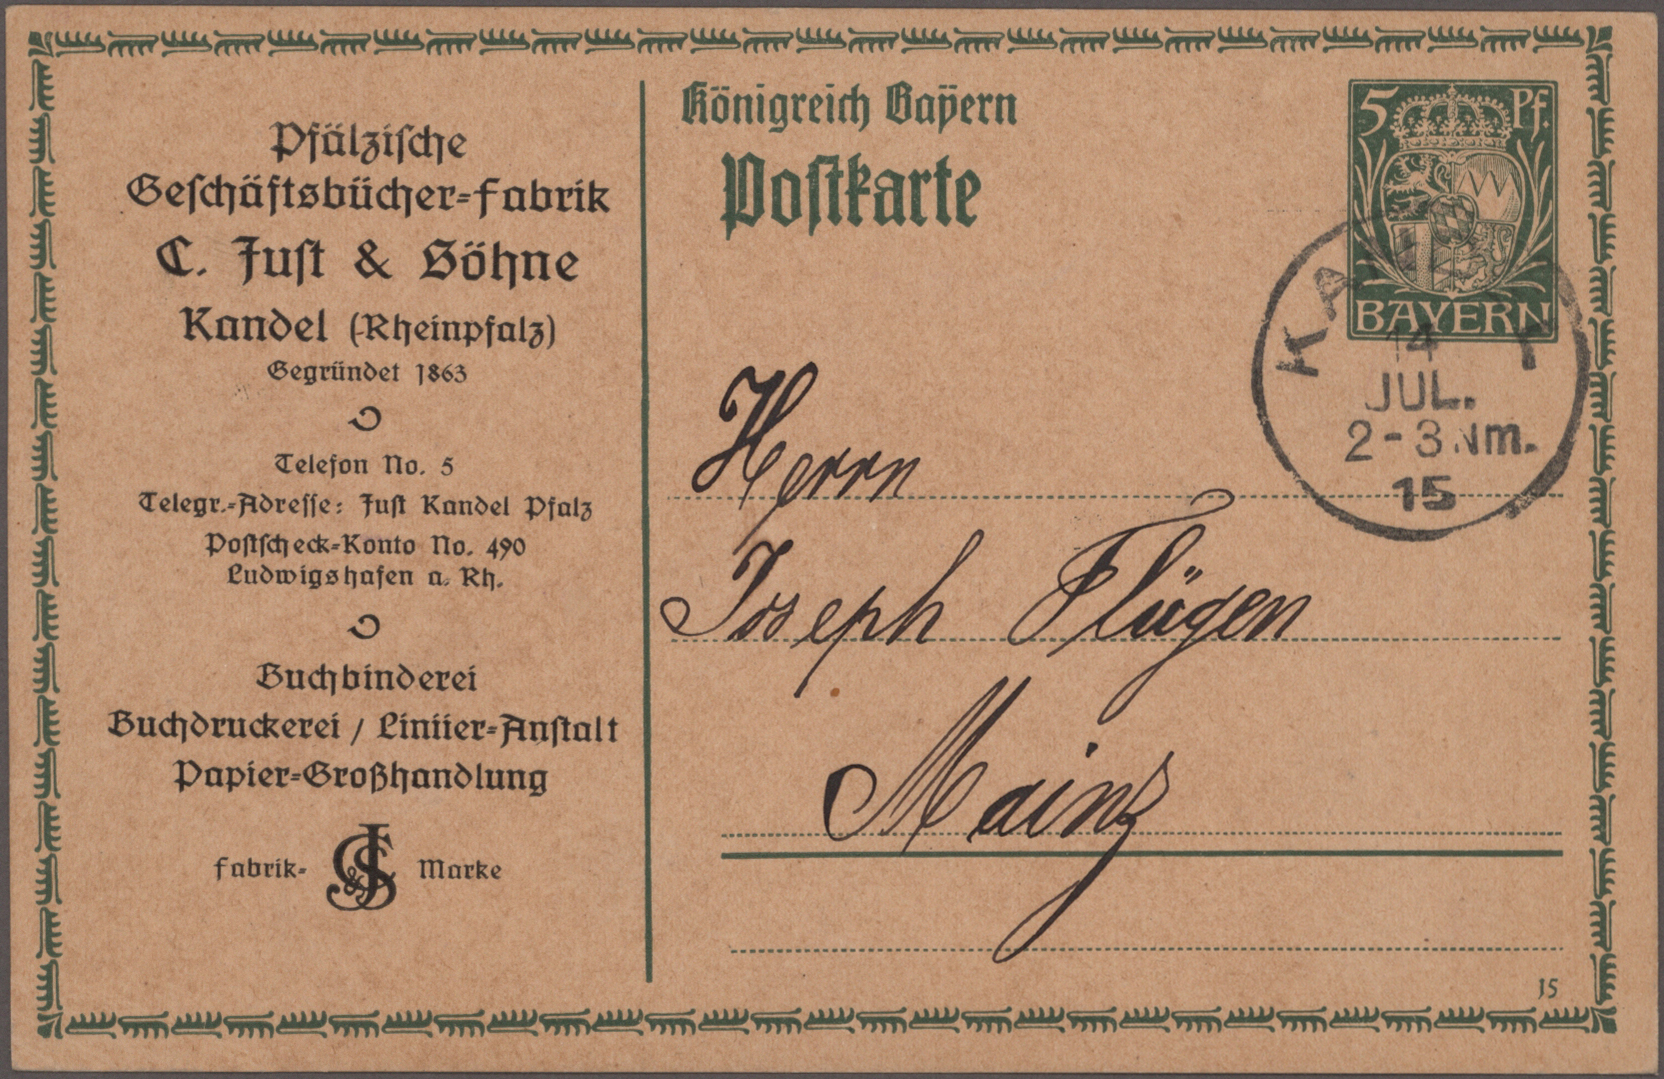 Pfälzische
Geschäftsbücher-Fabrik
C. Just & Söhne
Kandel (Rheinpfalz)
Gegründet 1863
Telefon No. 5
Telegr.-Adresse: Just Kandel Pfalz
Postscheck-Konto No. 490
Ludwigshafen a. Rh.
Buchbinderei
Buchdruckerei / Liniier-Anstalt
Papier-Großhandlung
Fabrik- Marke
Königreich Bayern
Postkarte
5 Pf.
BAYERN
14
JUL.
2-3 Nm.
15
Herrn
Joseph Flügen
Mainz
15